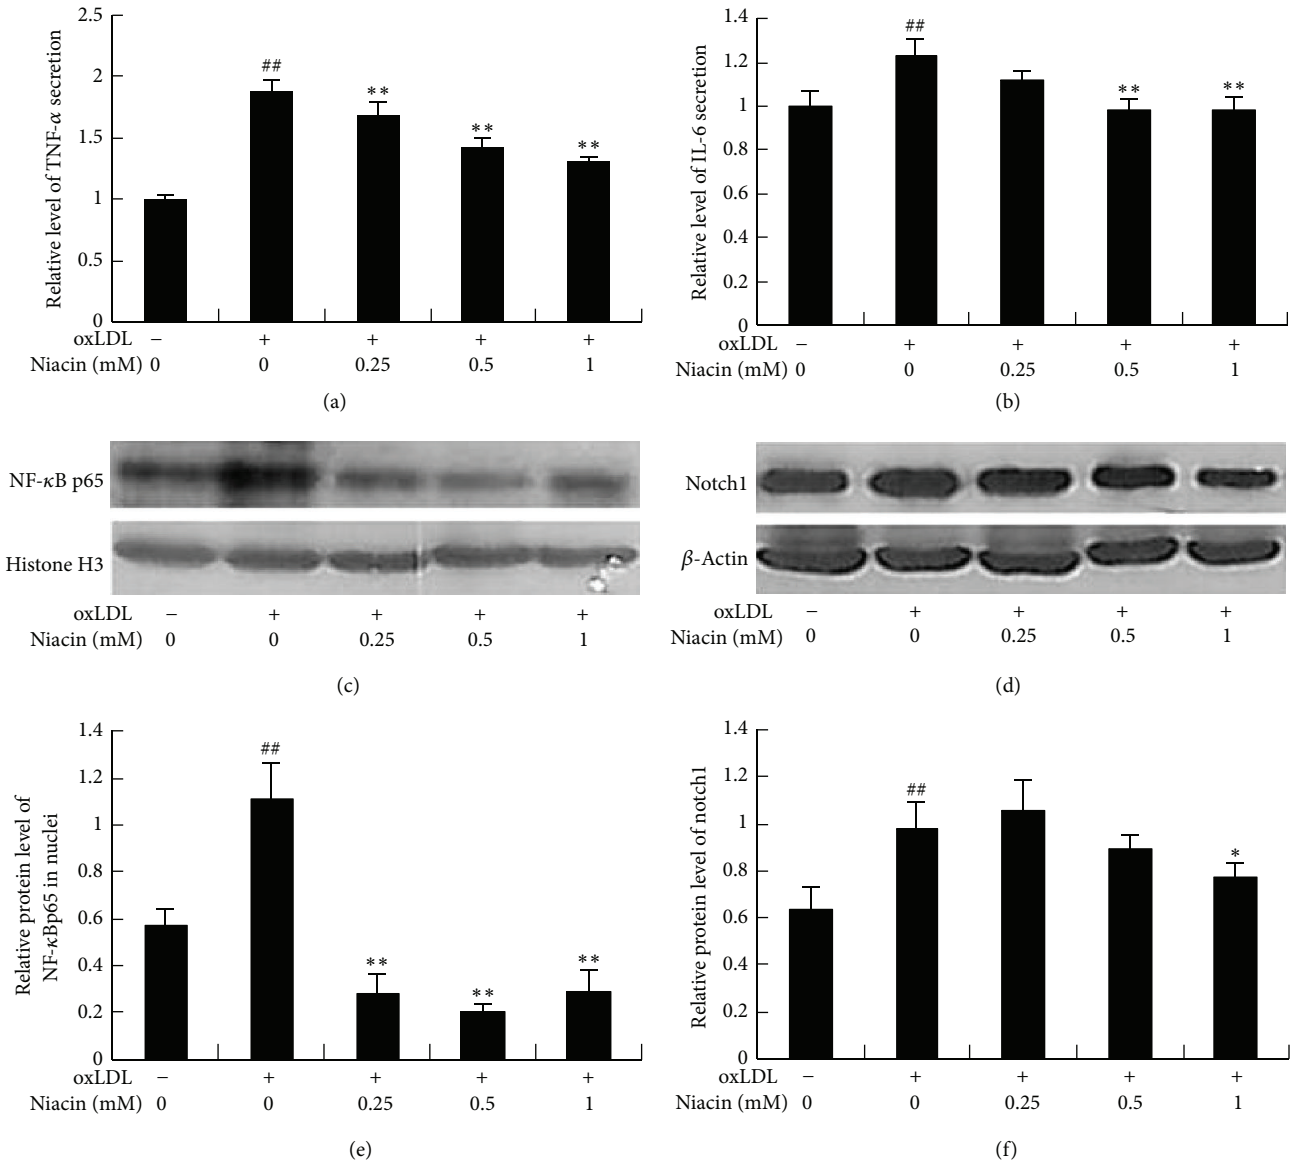 Relative level of TNF-α secretion
2.5
2
1.5
1
0.5
0
##
**
**
**
oxLDL − + + + +
Niacin (mM) 0 0 0.25 0.5 1
(a)
Relative level of IL-6 secretion
1.4
1.2
1
0.8
0.6
0.4
0.2
0
##
**
**
oxLDL − + + + +
Niacin (mM) 0 0 0.25 0.5 1
(b)
NF-κB p65
Histone H3
oxLDL − + + + +
Niacin (mM) 0 0 0.25 0.5 1
(c)
Notch1
β-Actin
oxLDL − + + + +
Niacin (mM) 0 0 0.25 0.5 1
(d)
Relative protein level of
NF-κBp65 in nuclei
1.4
1.2
1
0.8
0.6
0.4
0.2
0
##
**
**
**
oxLDL − + + + +
Niacin (mM) 0 0 0.25 0.5 1
(e)
Relative protein level of notch1
1.4
1.2
1
0.8
0.6
0.4
0.2
0
##
*
oxLDL − + + + +
Niacin (mM) 0 0 0.25 0.5 1
(f)